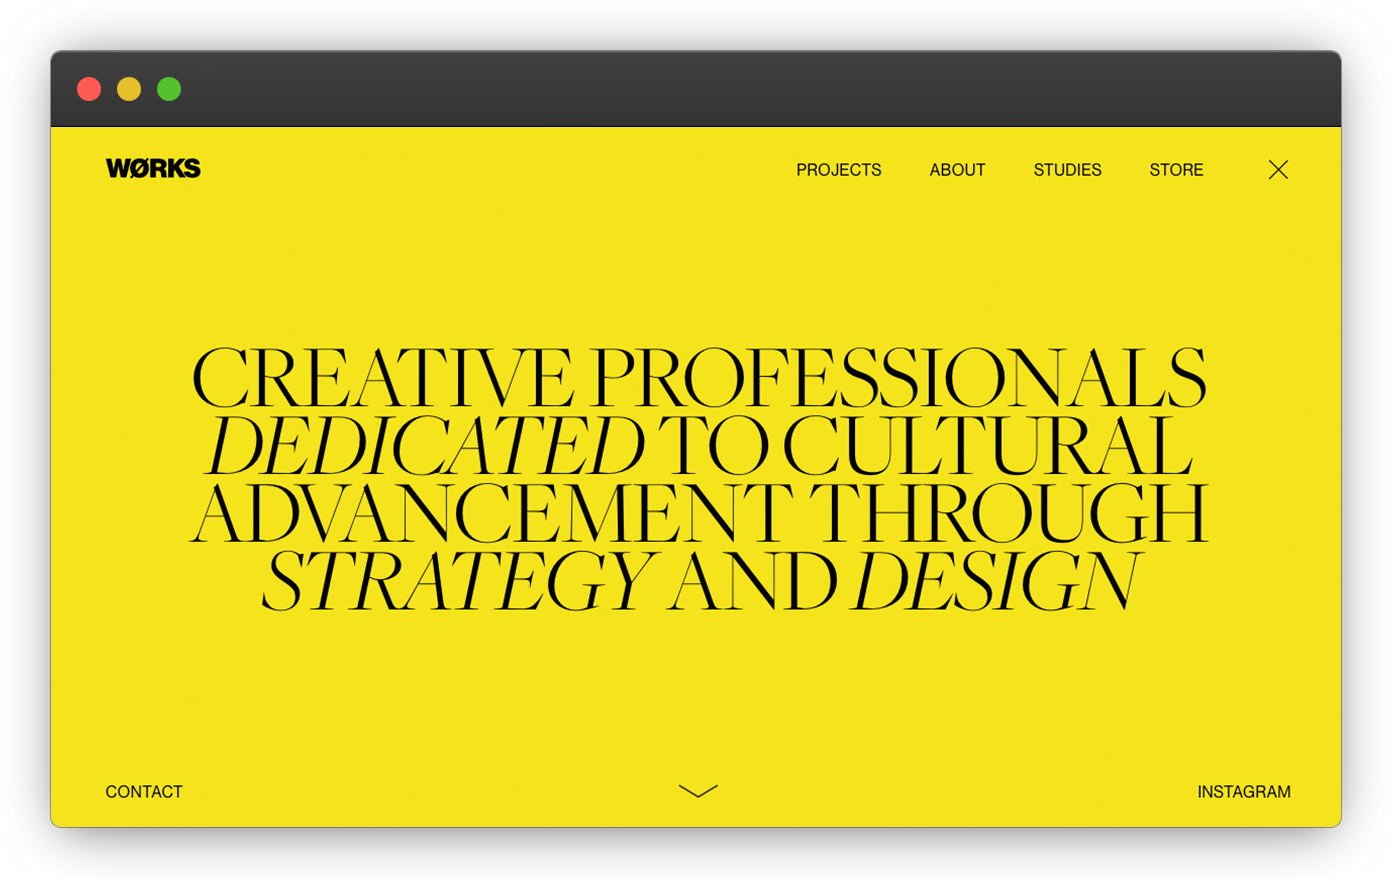 WØRKS
PROJECTS ABOUT STUDIES STORE
CREATIVE PROFESSIONALS
DEDICATED TO CULTURAL
ADVANCEMENT THROUGH
STRATEGY AND DESIGN
CONTACT
INSTAGRAM